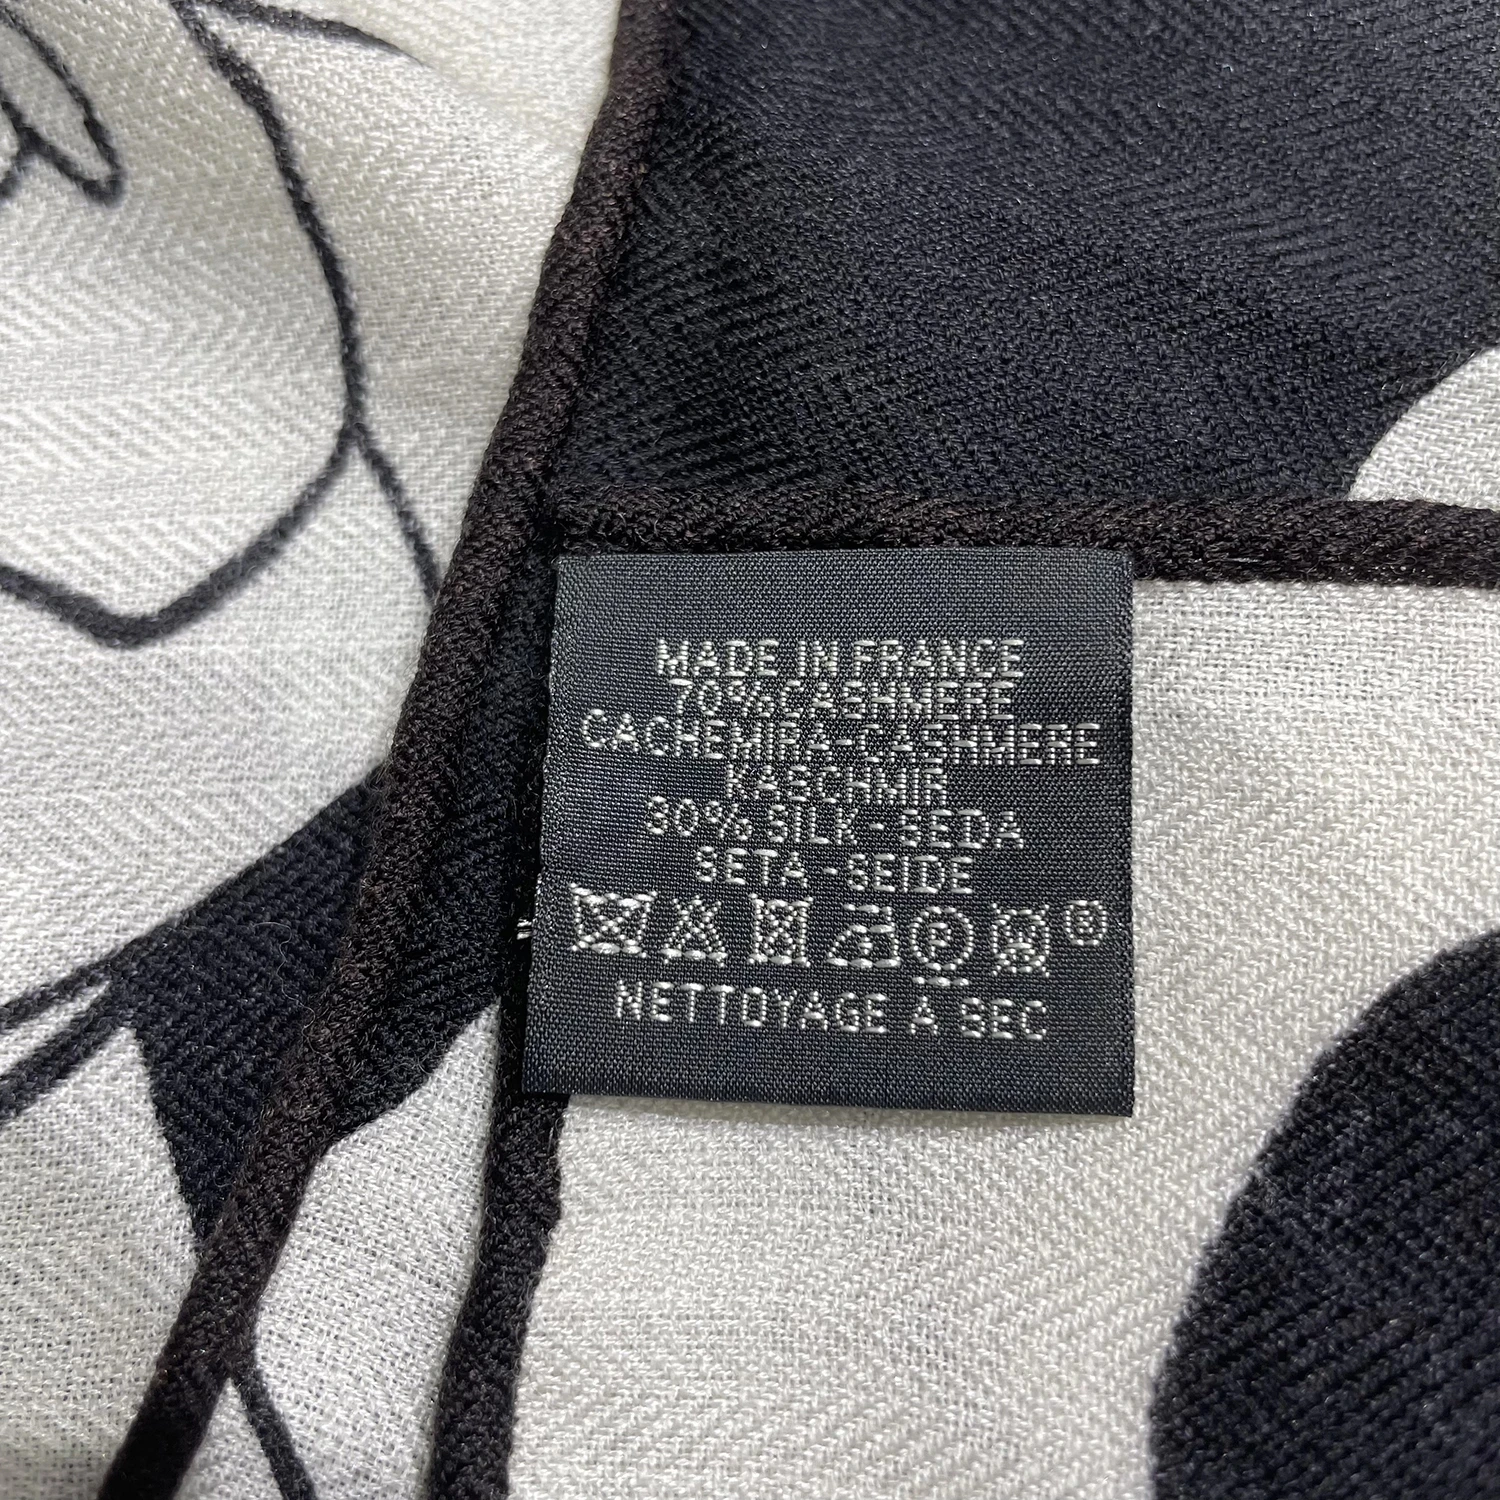 MADE IN FRANCE
70% CASHMERE
CACHEMIRA-CASHMERE
KASCHMIR
30% SILK - SEDA
SETA - SEIDE
P ®
NETTOYAGE À SEC